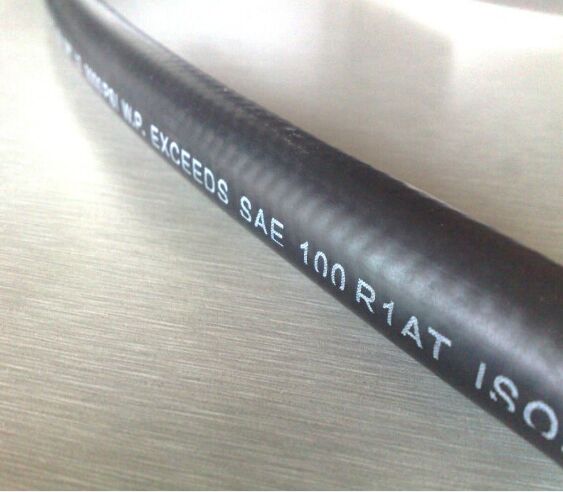 W.P. EXCEEDS SAE 100 R1AT ISO